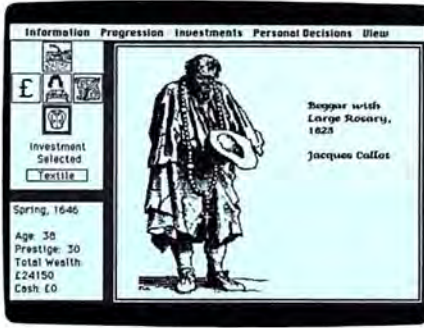 Information Progression Investments Personal Decisions View
£
Investment
Selected
Textile
Spring, 1646
Age: 38
Prestige: 30
Total Wealth:
£24150
Cash: £0
Beggar with
Large Rosary,
1623
Jacques Callot